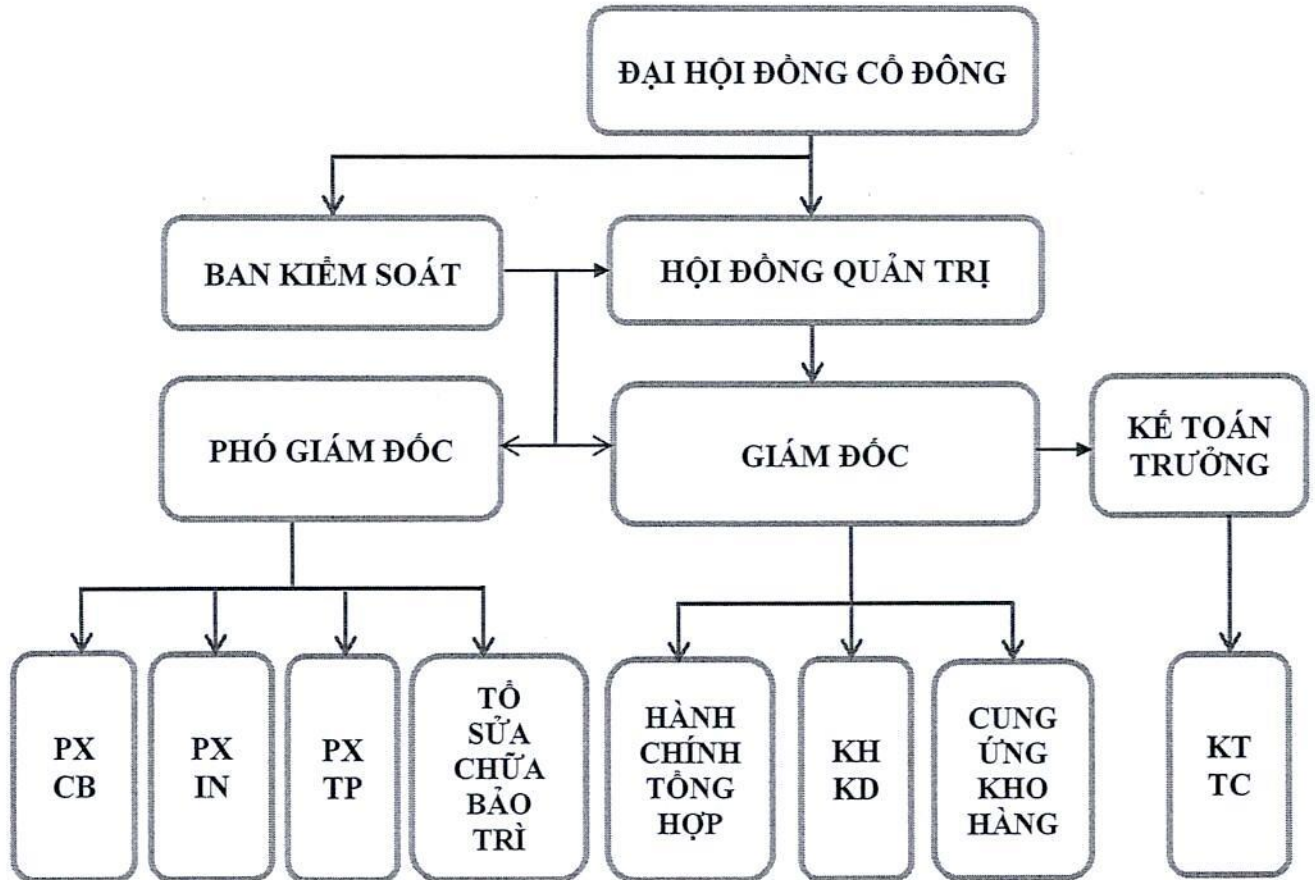 ĐẠI HỘI ĐỒNG CỔ ĐÔNG
BAN KIỂM SOÁT
HỘI ĐỒNG QUẢN TRỊ
PHÓ GIÁM ĐỐC
GIÁM ĐỐC
KẾ TOÁN
TRƯỞNG
PX
CB
PX
IN
PX
TP
TỔ
SỬA
CHỮA
BẢO
TRÌ
HÀNH
CHÍNH
TỔNG
HỢP
KH
KD
CUNG
ỨNG
KHO
HÀNG
KT
TC